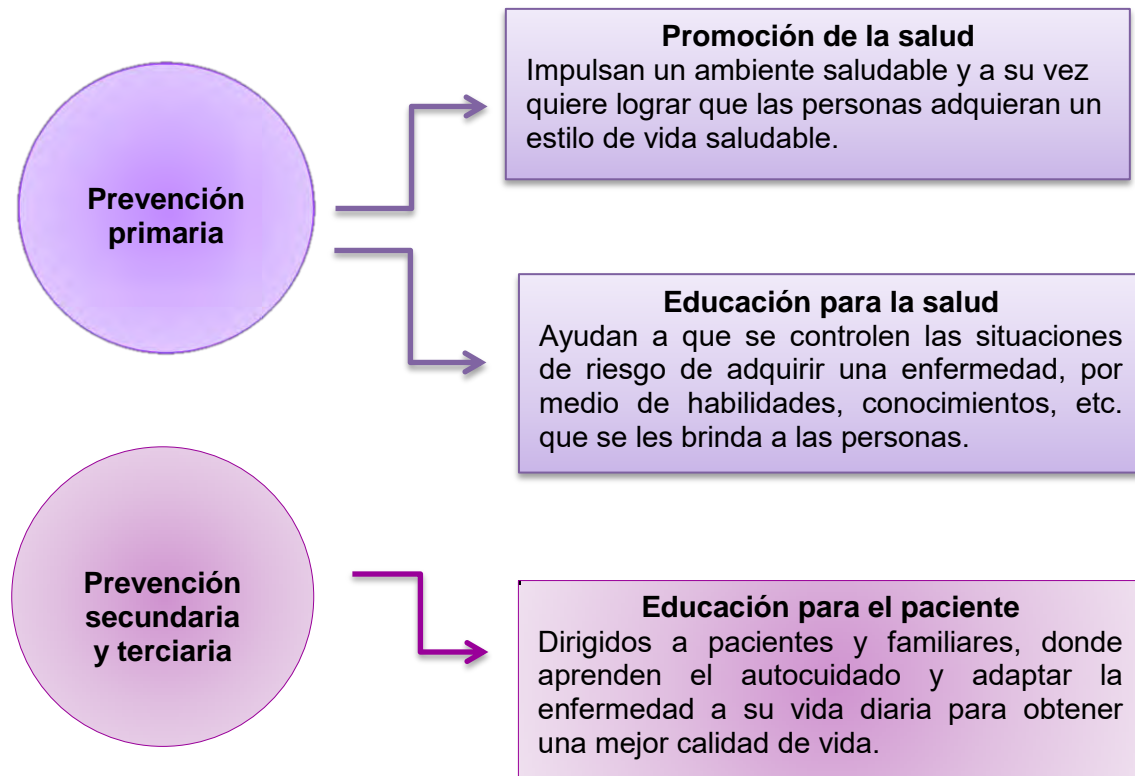 Promoción de la salud
Impulsan un ambiente saludable y a su vez
quiere lograr que las personas adquieran un
estilo de vida saludable.
Prevención
primaria
Educación para la salud
Ayudan a que se controlen las situaciones
de riesgo de adquirir una enfermedad, por
medio de habilidades, conocimientos, etc.
que se les brinda a las personas.
Prevención
secundaria
y terciaria
Educación para el paciente
Dirigidos a pacientes y familiares, donde
aprenden el autocuidado y adaptar la
enfermedad a su vida diaria para obtener
una mejor calidad de vida.